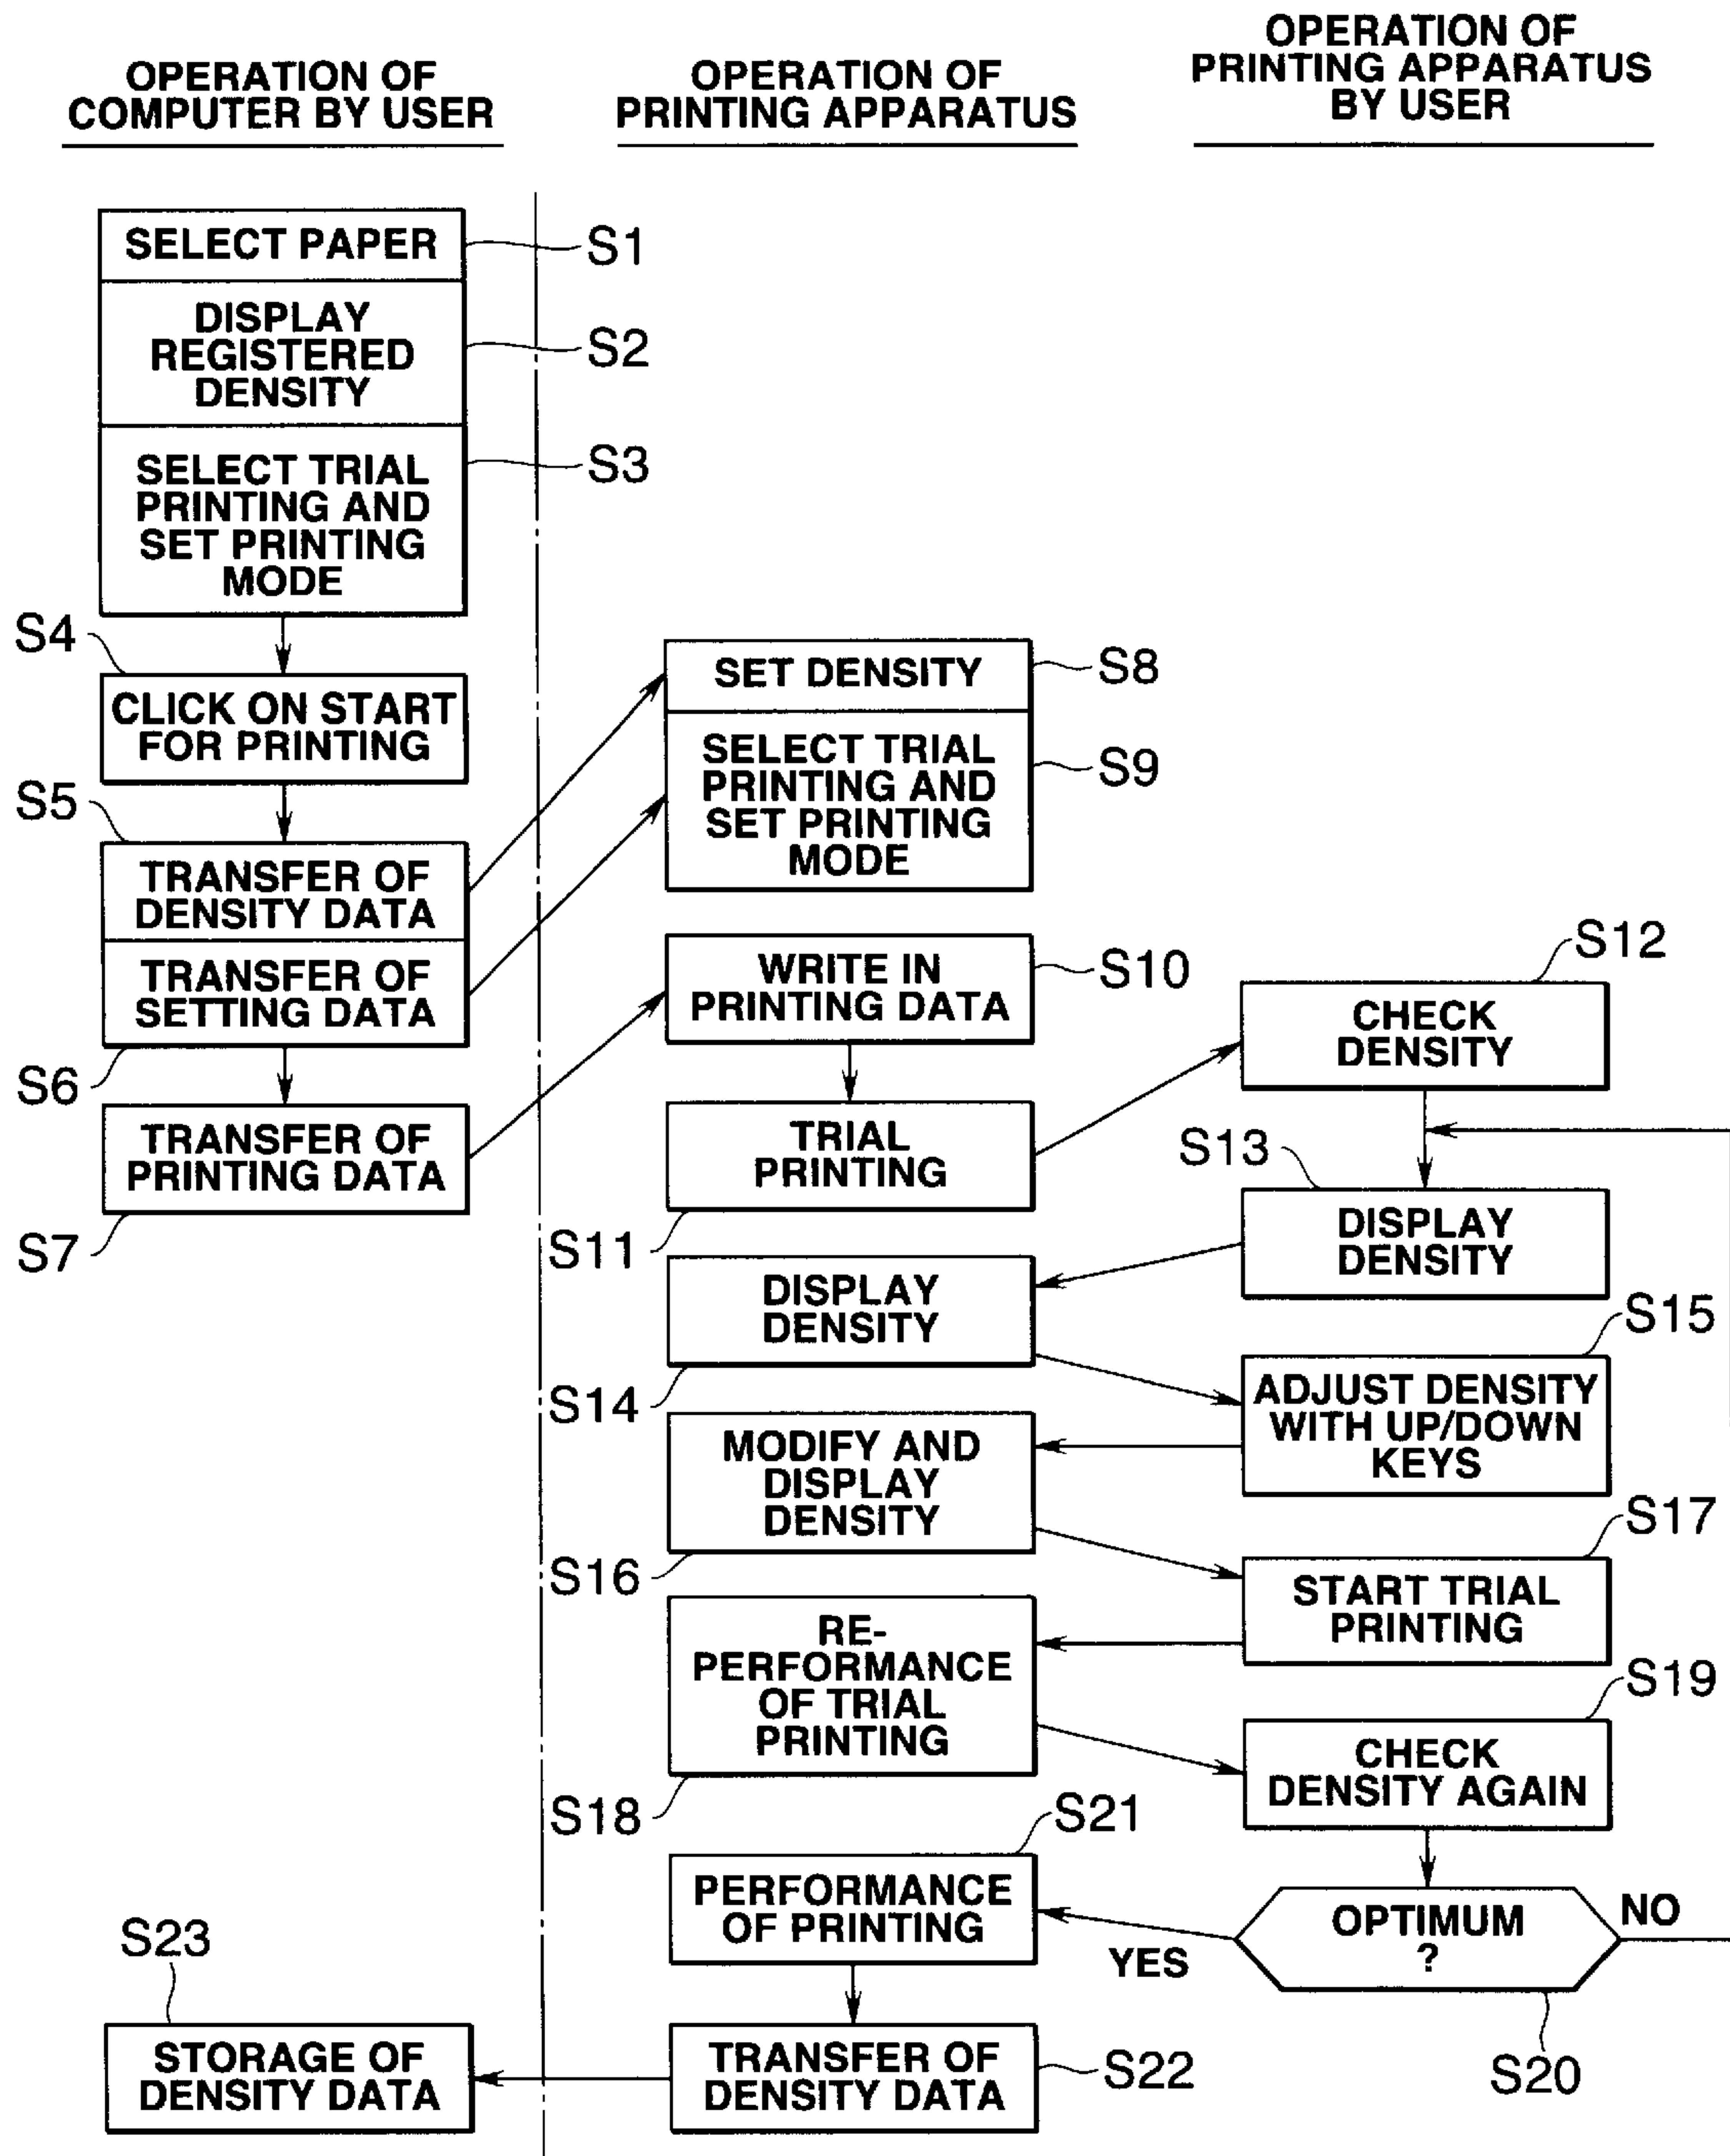 OPERATION OF
COMPUTER BY USER
OPERATION OF
PRINTING APPARATUS
OPERATION OF
PRINTING APPARATUS
BY USER
SELECT PAPER
S1
DISPLAY
REGISTERED
DENSITY
S2
SELECT TRIAL
PRINTING AND
SET PRINTING
MODE
S3
S4
CLICK ON START
FOR PRINTING
S5
TRANSFER OF
DENSITY DATA
TRANSFER OF
SETTING DATA
S6
TRANSFER OF
PRINTING DATA
S7
SET DENSITY
S8
SELECT TRIAL
PRINTING AND
SET PRINTING
MODE
S9
WRITE IN
PRINTING DATA
S10
TRIAL
PRINTING
S11
S12
CHECK
DENSITY
S13
DISPLAY
DENSITY
DISPLAY
DENSITY
S14
S15
ADJUST DENSITY
WITH UP/DOWN
KEYS
MODIFY AND
DISPLAY
DENSITY
S16
S17
START TRIAL
PRINTING
RE-
PERFORMANCE
OF TRIAL
PRINTING
S18
S19
CHECK
DENSITY AGAIN
OPTIMUM
?
NO
YES
S20
S21
PERFORMANCE
OF PRINTING
TRANSFER OF
DENSITY DATA
S22
S23
STORAGE OF
DENSITY DATA